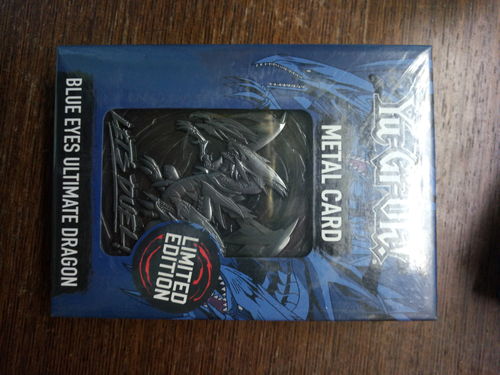 Yu-Gi-Oh!
METAL CARD
LIMITED
EDITION
BLUE EYES ULTIMATE DRAGON